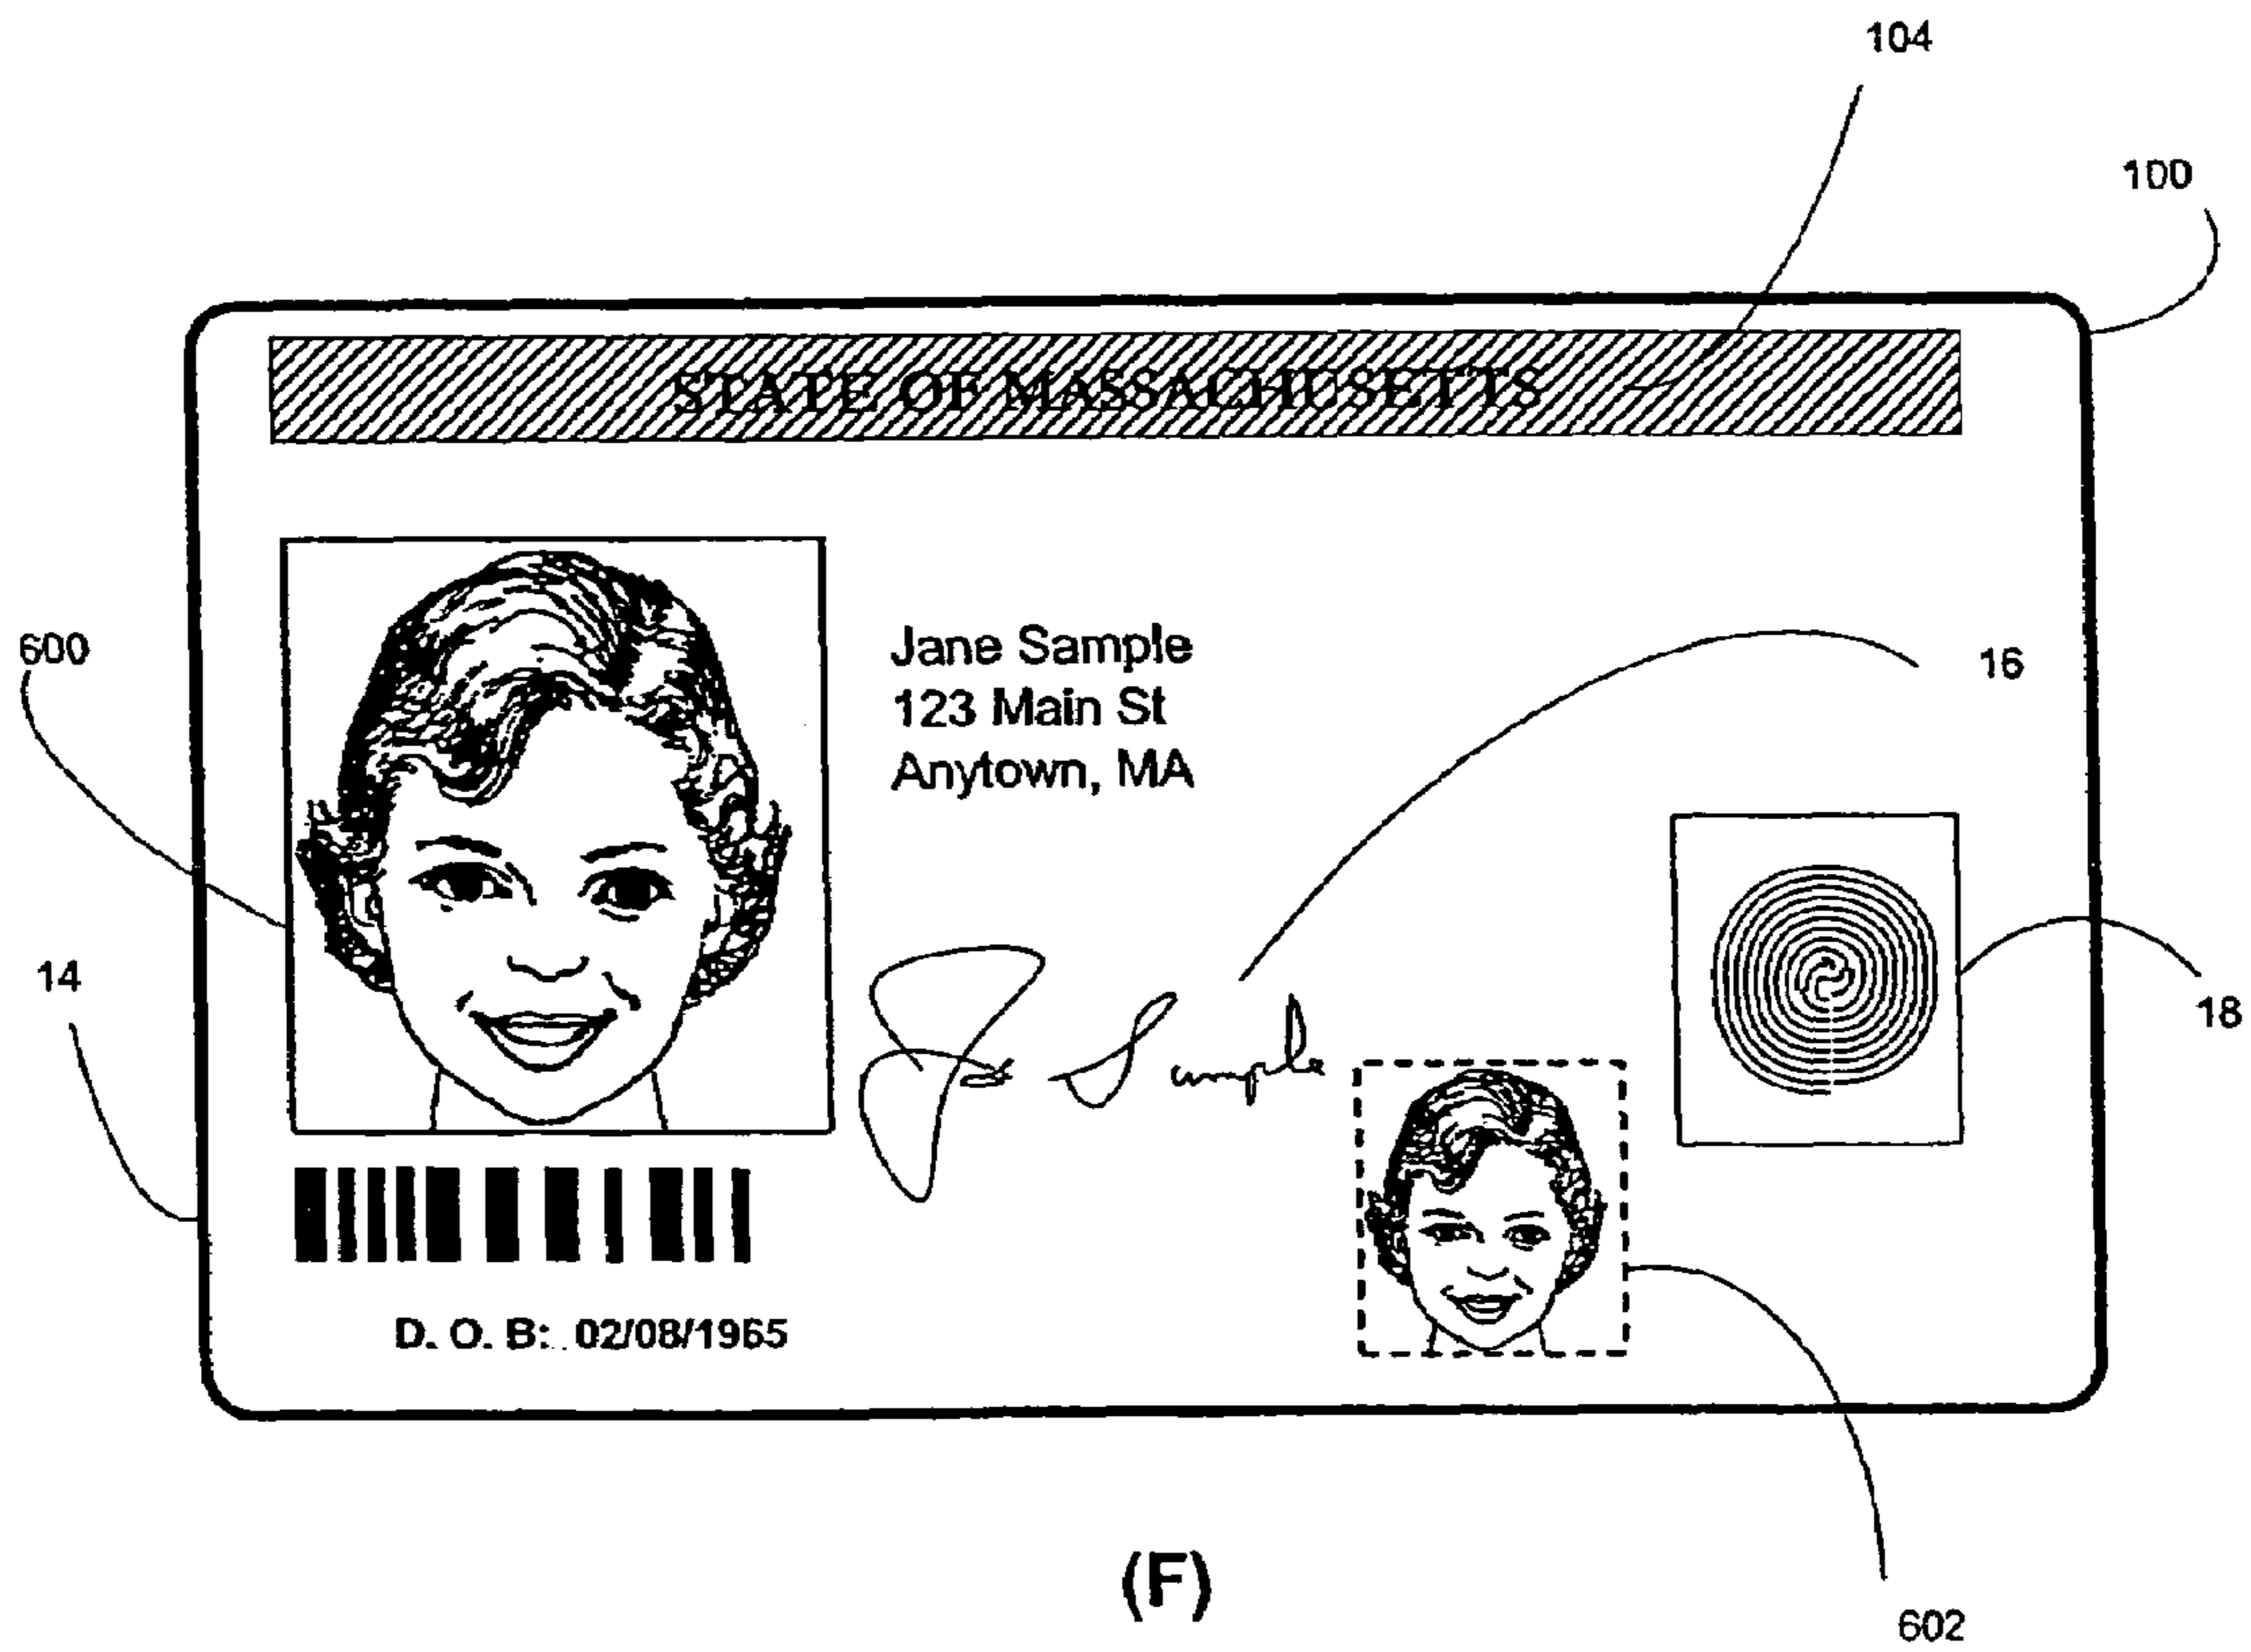 104
100
STATE OF MASSACHUSETTS
600
Jane Sample
123 Main St
Anytown, MA
16
14
18
J Sample
D. O. B: 02/08/1965
(F)
602